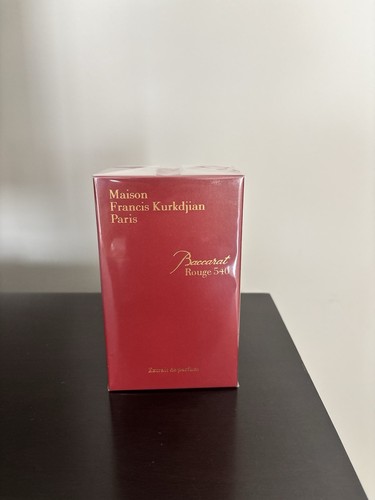 Maison
Francis Kurkdjian
Paris
Baccarat
Rouge 540
Extrait de parfum